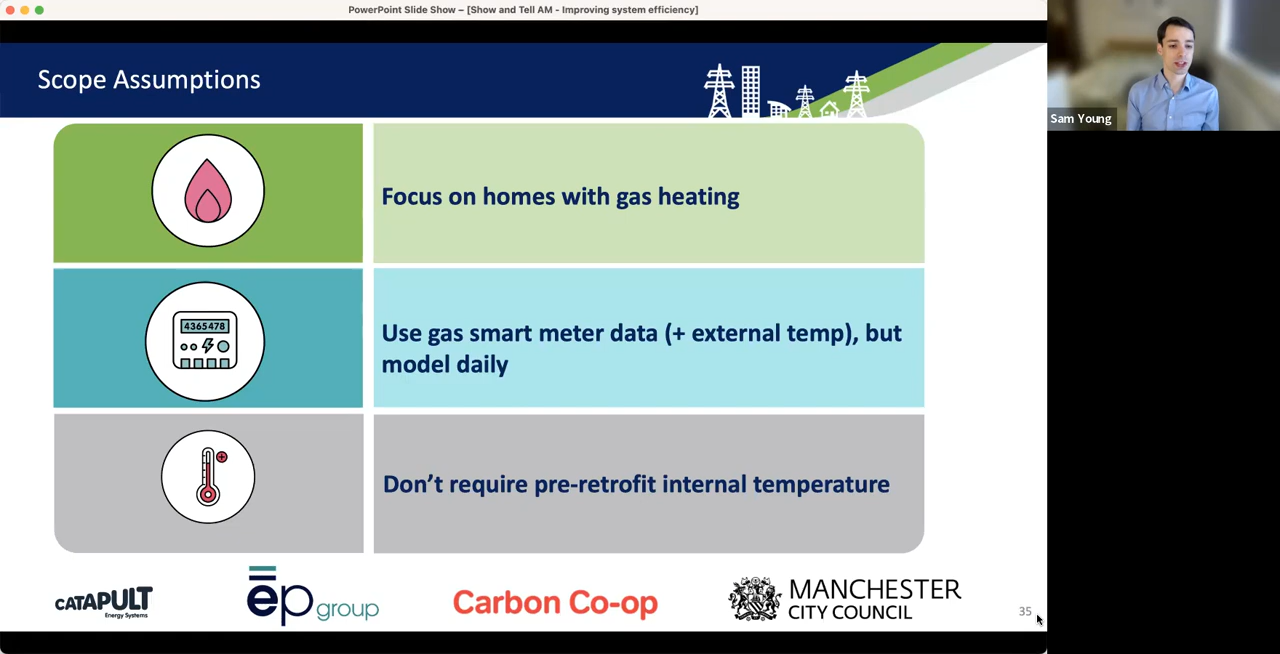 PowerPoint Slide Show – [Show and Tell AM - Improving system efficiency]
Scope Assumptions
Sam Young
Focus on homes with gas heating
4365478
Use gas smart meter data (+ external temp), but
model daily
Don’t require pre-retrofit internal temperature
CATAPULT
Energy Systems
ep group
Carbon Co-op
MANCHESTER
CITY COUNCIL
35